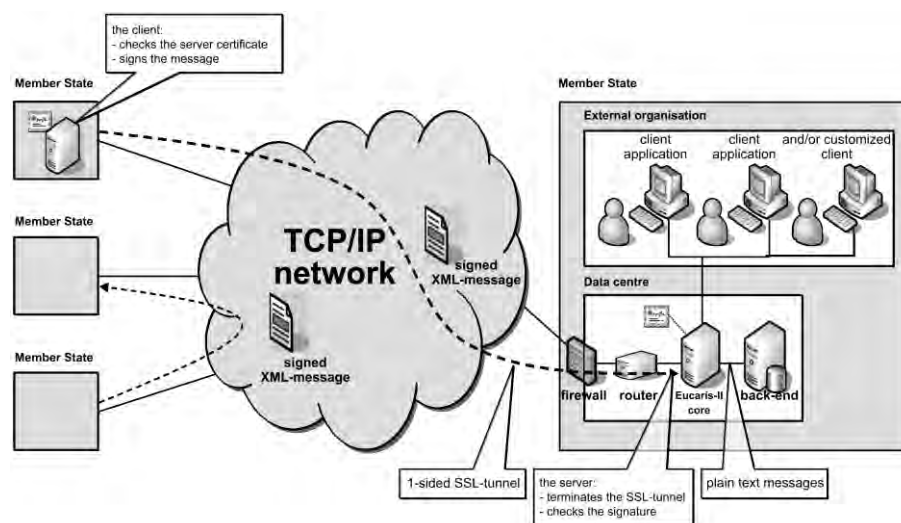 the client:
- checks the server certificate
- signs the message
Member State
Member State
External organisation
client
application
client
application
and/or customized
client
TCP/IP
network
signed
XML-message
Member State
signed
XML-message
Data centre
Member State
firewall
router
Eucaris-II
core
back-end
1-sided SSL-tunnel
the server:
- terminates the SSL-tunnel
- checks the signature
plain text messages